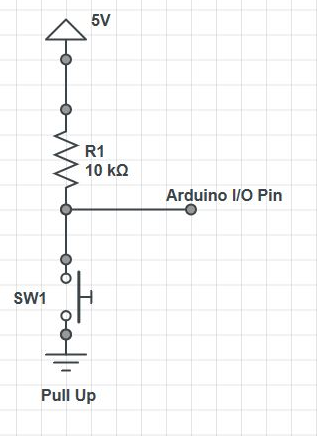 5V
R1
10 kΩ
Arduino I/O Pin
SW1
Pull Up